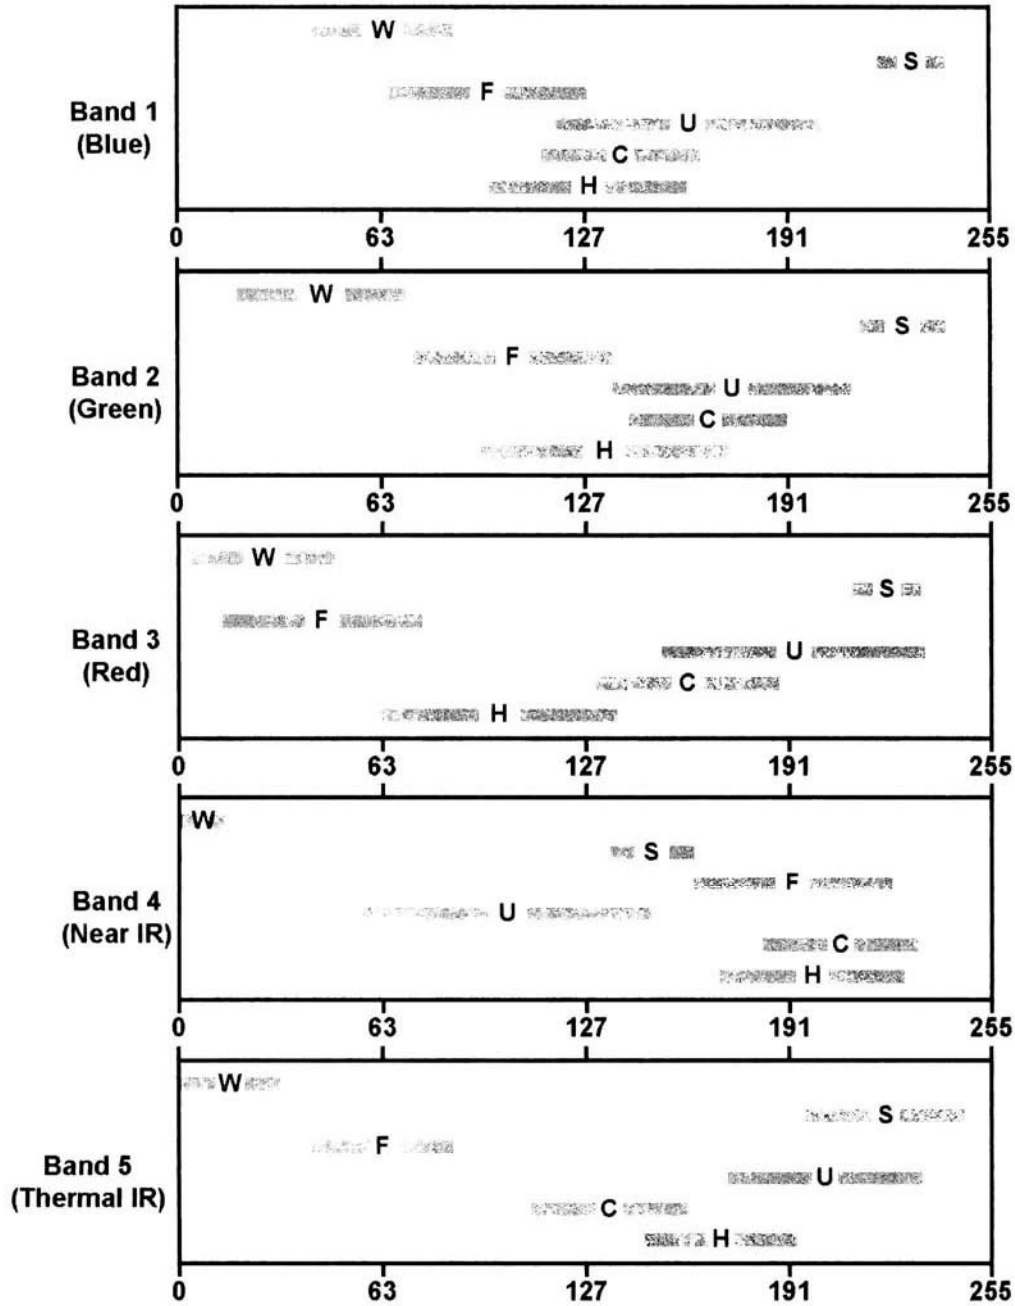 W
S
F
Band 1
(Blue)
U
C
H
0 63 127 191 255
W
S
F
Band 2
(Green)
U
C
H
0 63 127 191 255
W
S
F
Band 3
(Red)
U
C
H
0 63 127 191 255
W
S
F
Band 4
(Near IR)
U
C
H
0 63 127 191 255
W
S
F
Band 5
(Thermal IR)
U
C
H
0 63 127 191 255